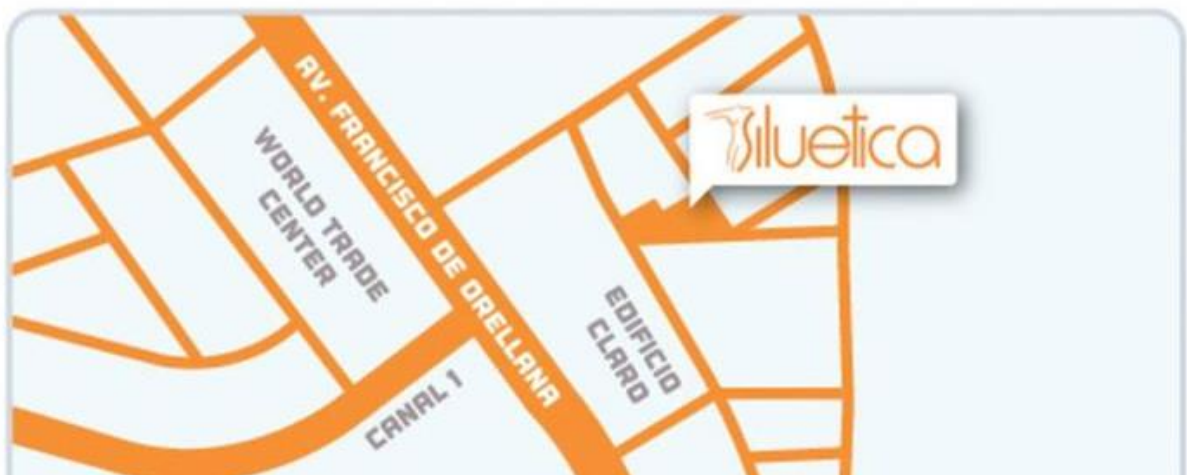 AV. FRANCISCO DE ORELLANA
WORLD TRADE
CENTER
Siluetica
EDIFICIO
CLARO
CANAL 1